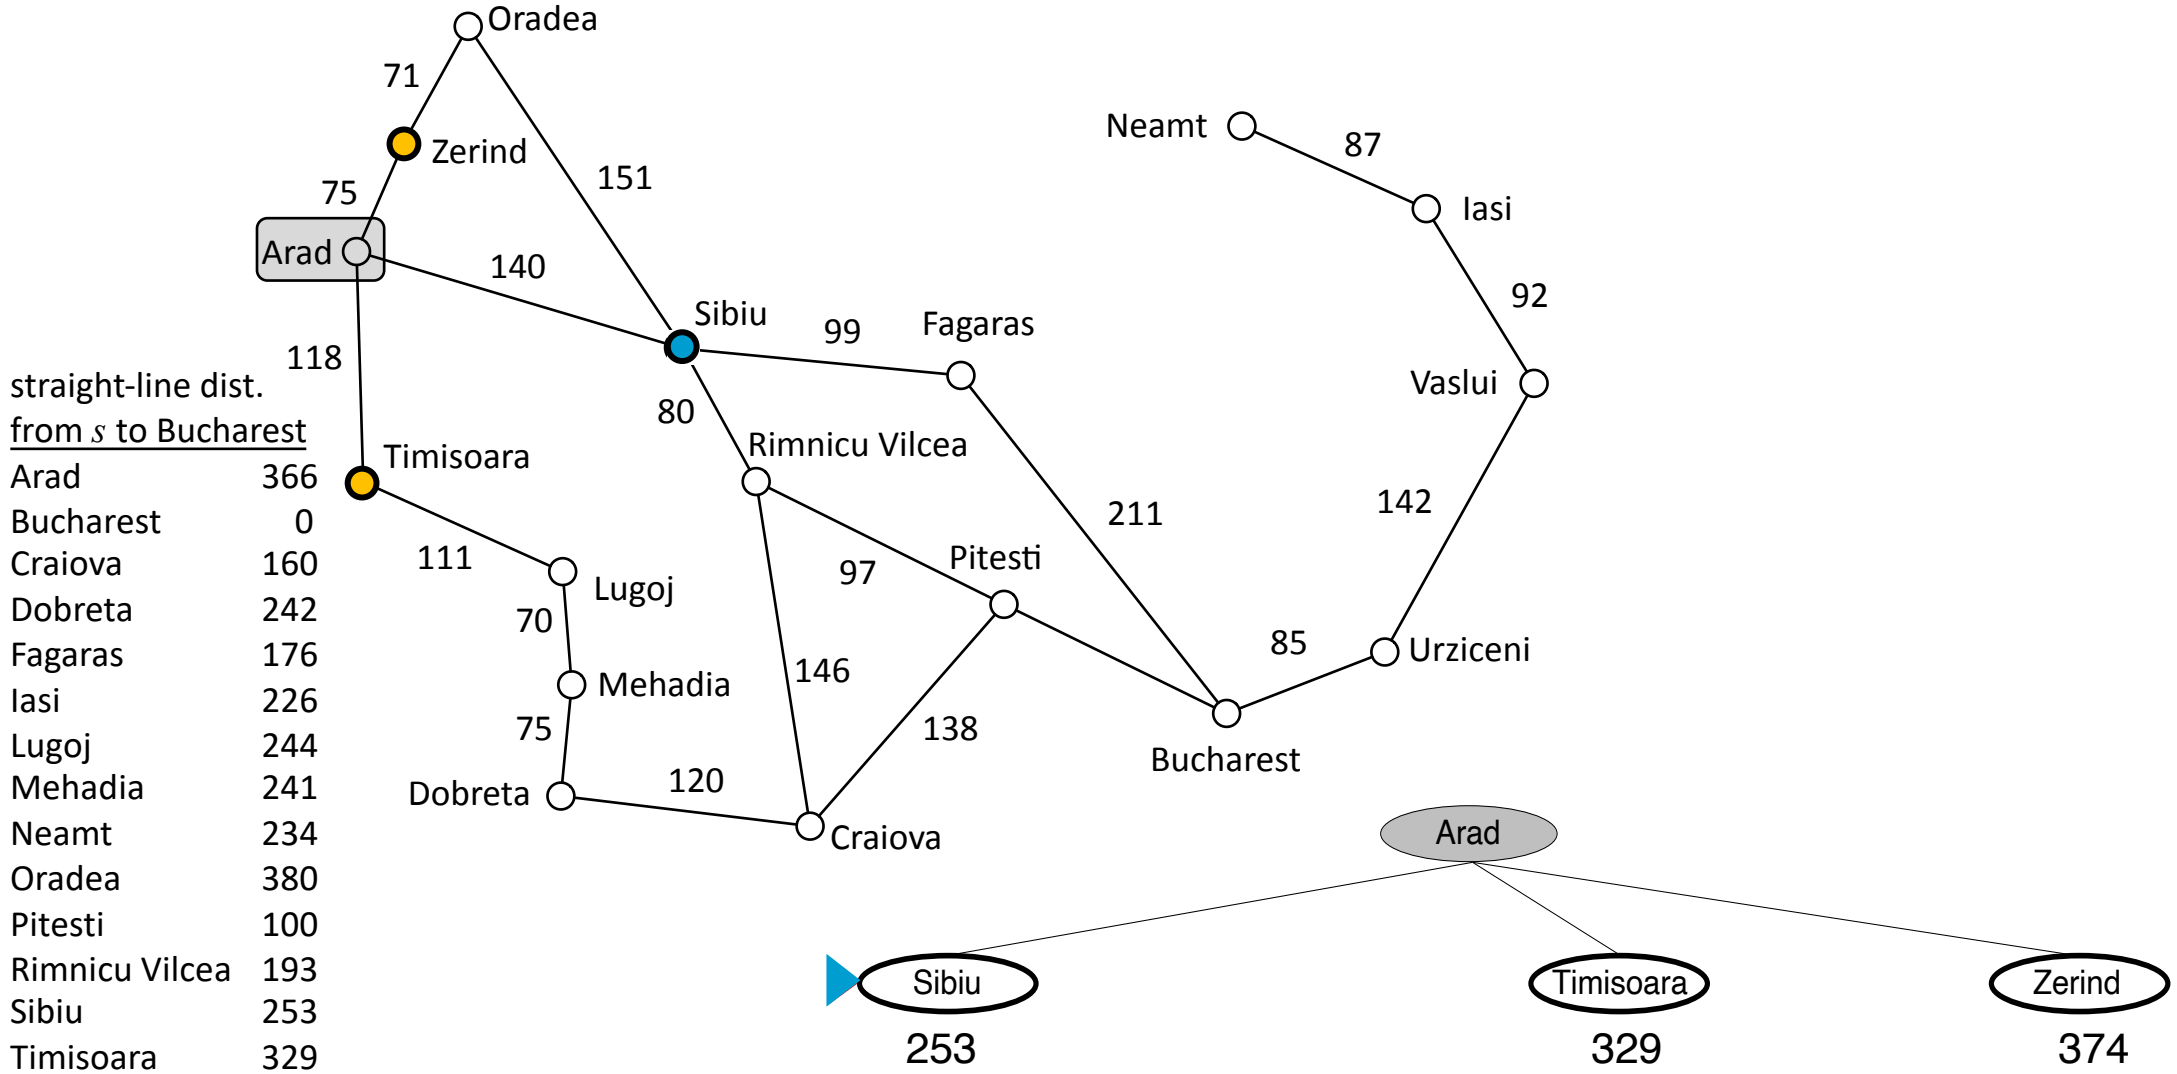 Oradea
71
Zerind
75
151
Arad
140
Neamt
87
Iasi
92
Sibiu
99
Fagaras
118
80
Vaslui
Timisoara
Rimnicu Vilcea
111
Lugoj
70
97
Pitesti
211
142
Mehadia
146
75
138
85
Urziceni
Dobreta
120
Craiova
Bucharest
straight-line dist.
from s to Bucharest
Arad 366
Bucharest 0
Craiova 160
Dobreta 242
Fagaras 176
Iasi 226
Lugoj 244
Mehadia 241
Neamt 234
Oradea 380
Pitesti 100
Rimnicu Vilcea 193
Sibiu 253
Timisoara 329
Arad
Sibiu Timisoara Zerind
253 329 374